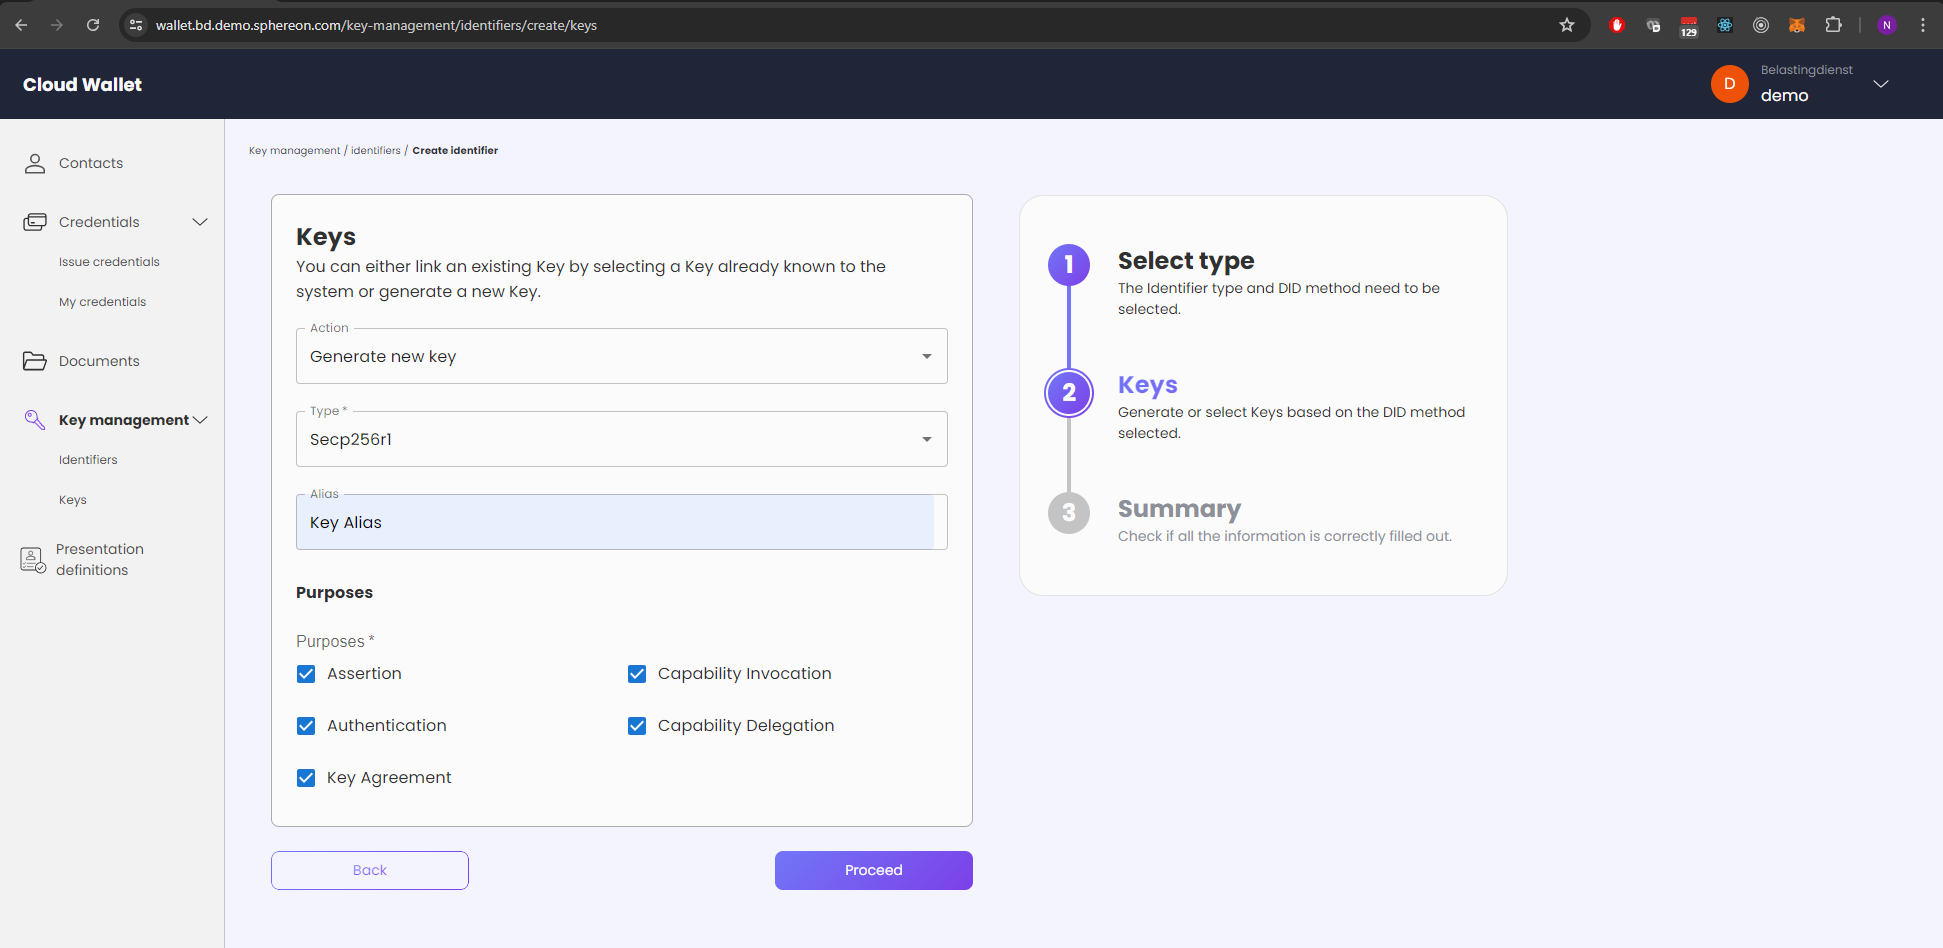 wallet.bd.demo.sphereon.com/key-management/identifiers/create/keys
129
N
Cloud Wallet
D
Belastingdienst
demo
Contacts
Credentials
Issue credentials
My credentials
Documents
Key management
Identifiers
Keys
Presentation
definitions
Key management / identifiers / Create identifier
Keys
You can either link an existing Key by selecting a Key already known to the
system or generate a new Key.
Action
Generate new key
Type *
Secp256r1
Alias
Key Alias
Purposes
Purposes *
Assertion
Capability Invocation
Authentication
Capability Delegation
Key Agreement
Back
Proceed
1
Select type
The Identifier type and DID method need to be
selected.
2
Keys
Generate or select Keys based on the DID method
selected.
3
Summary
Check if all the information is correctly filled out.